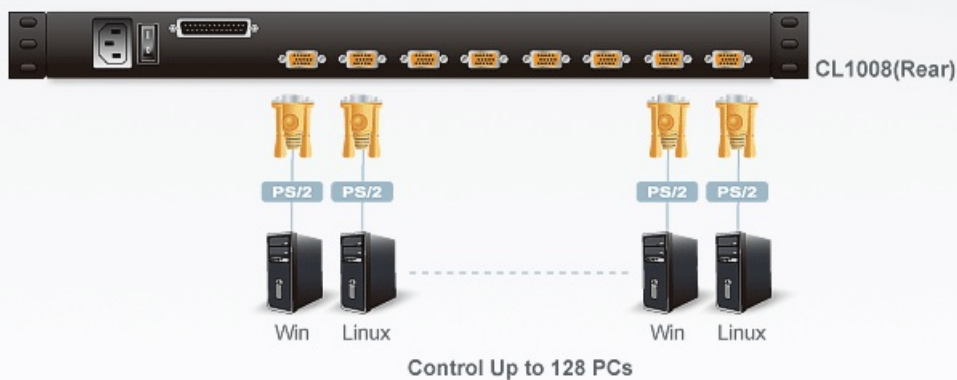 CL1008(Rear)
PS/2 PS/2 PS/2 PS/2
Win Linux Win Linux
Control Up to 128 PCs